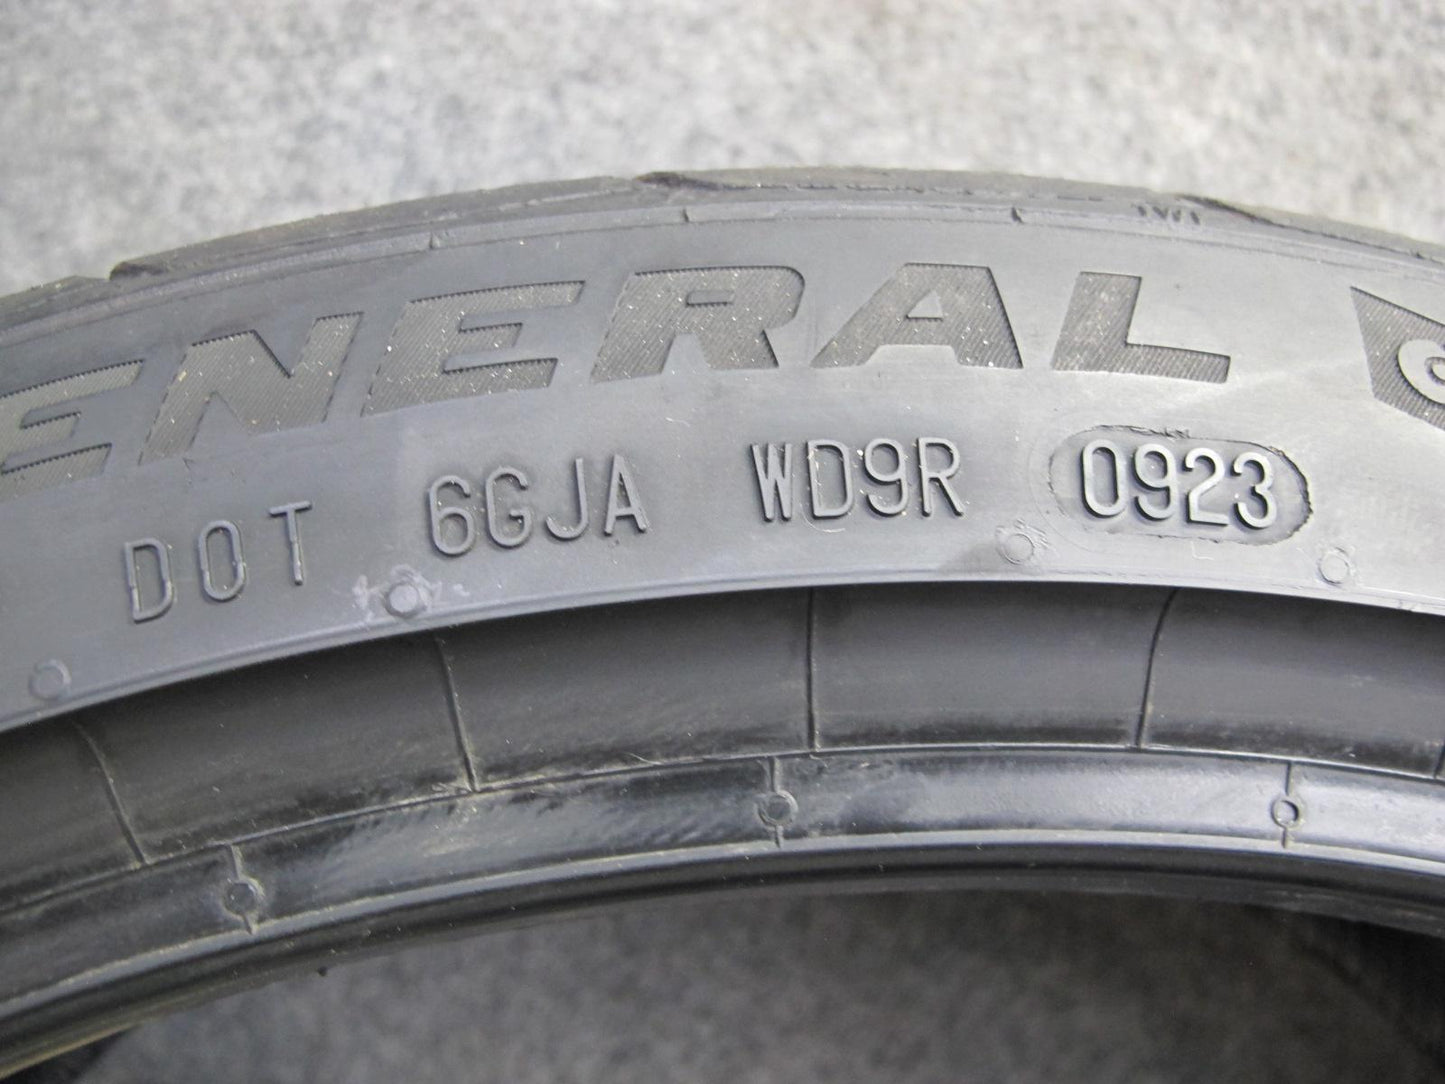 ENERAL
DOT 6GJA WD9R 0923